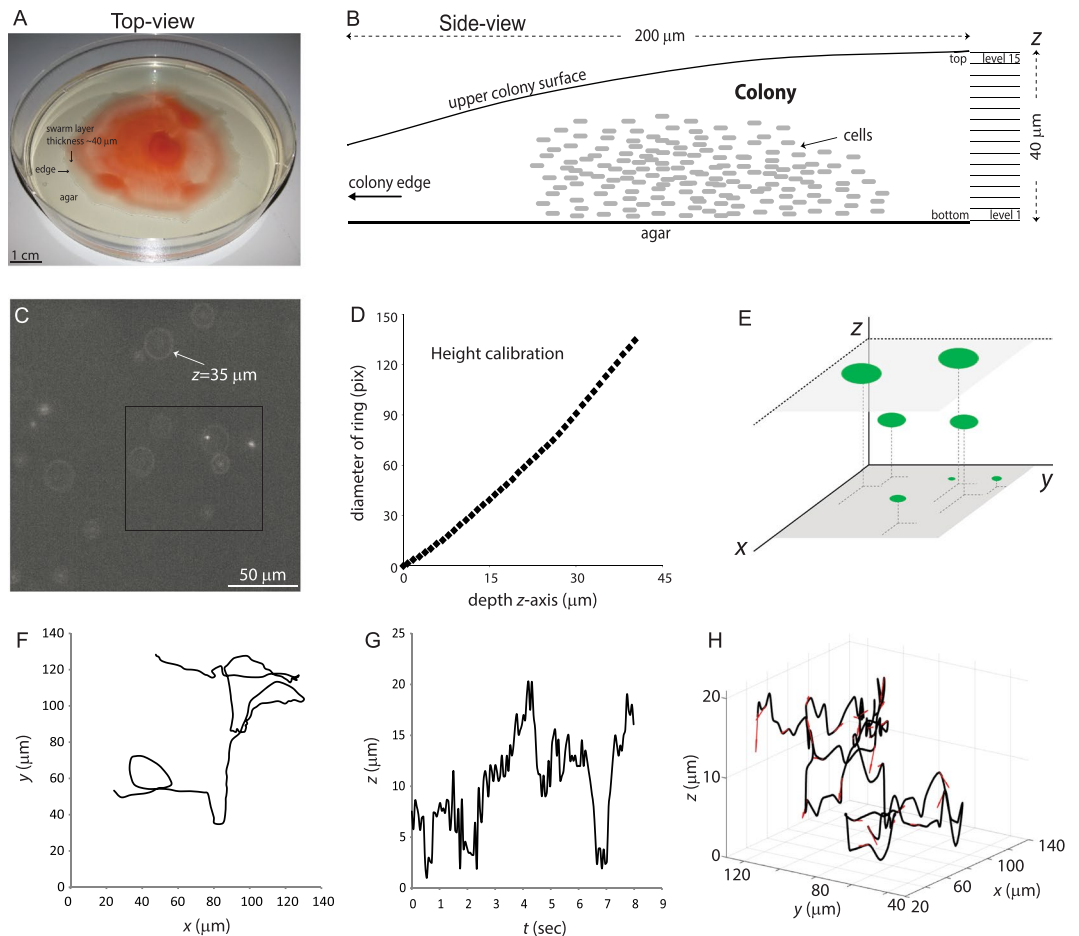 A
Top-view
swarm layer
thickness ~40 μm
edge
agar
1 cm
B
Side-view
200 μm
z
top
level 15
upper colony surface
Colony
cells
40 μm
colony edge
bottom
level 1
agar
C
z=35 μm
50 μm
D
150
120
90
60
30
0
Height calibration
diameter of ring (pix)
0 15 30 45
depth z-axis (μm)
E
z
y
x
F
140
120
100
80
60
40
20
0
y (μm)
0 20 40 60 80 100 120 140
x (μm)
G
25
20
15
10
5
0
z (μm)
0 1 2 3 4 5 6 7 8 9
t (sec)
H
20
10
0
z (μm)
120 80 40
y (μm)
20 60 100 140
x (μm)